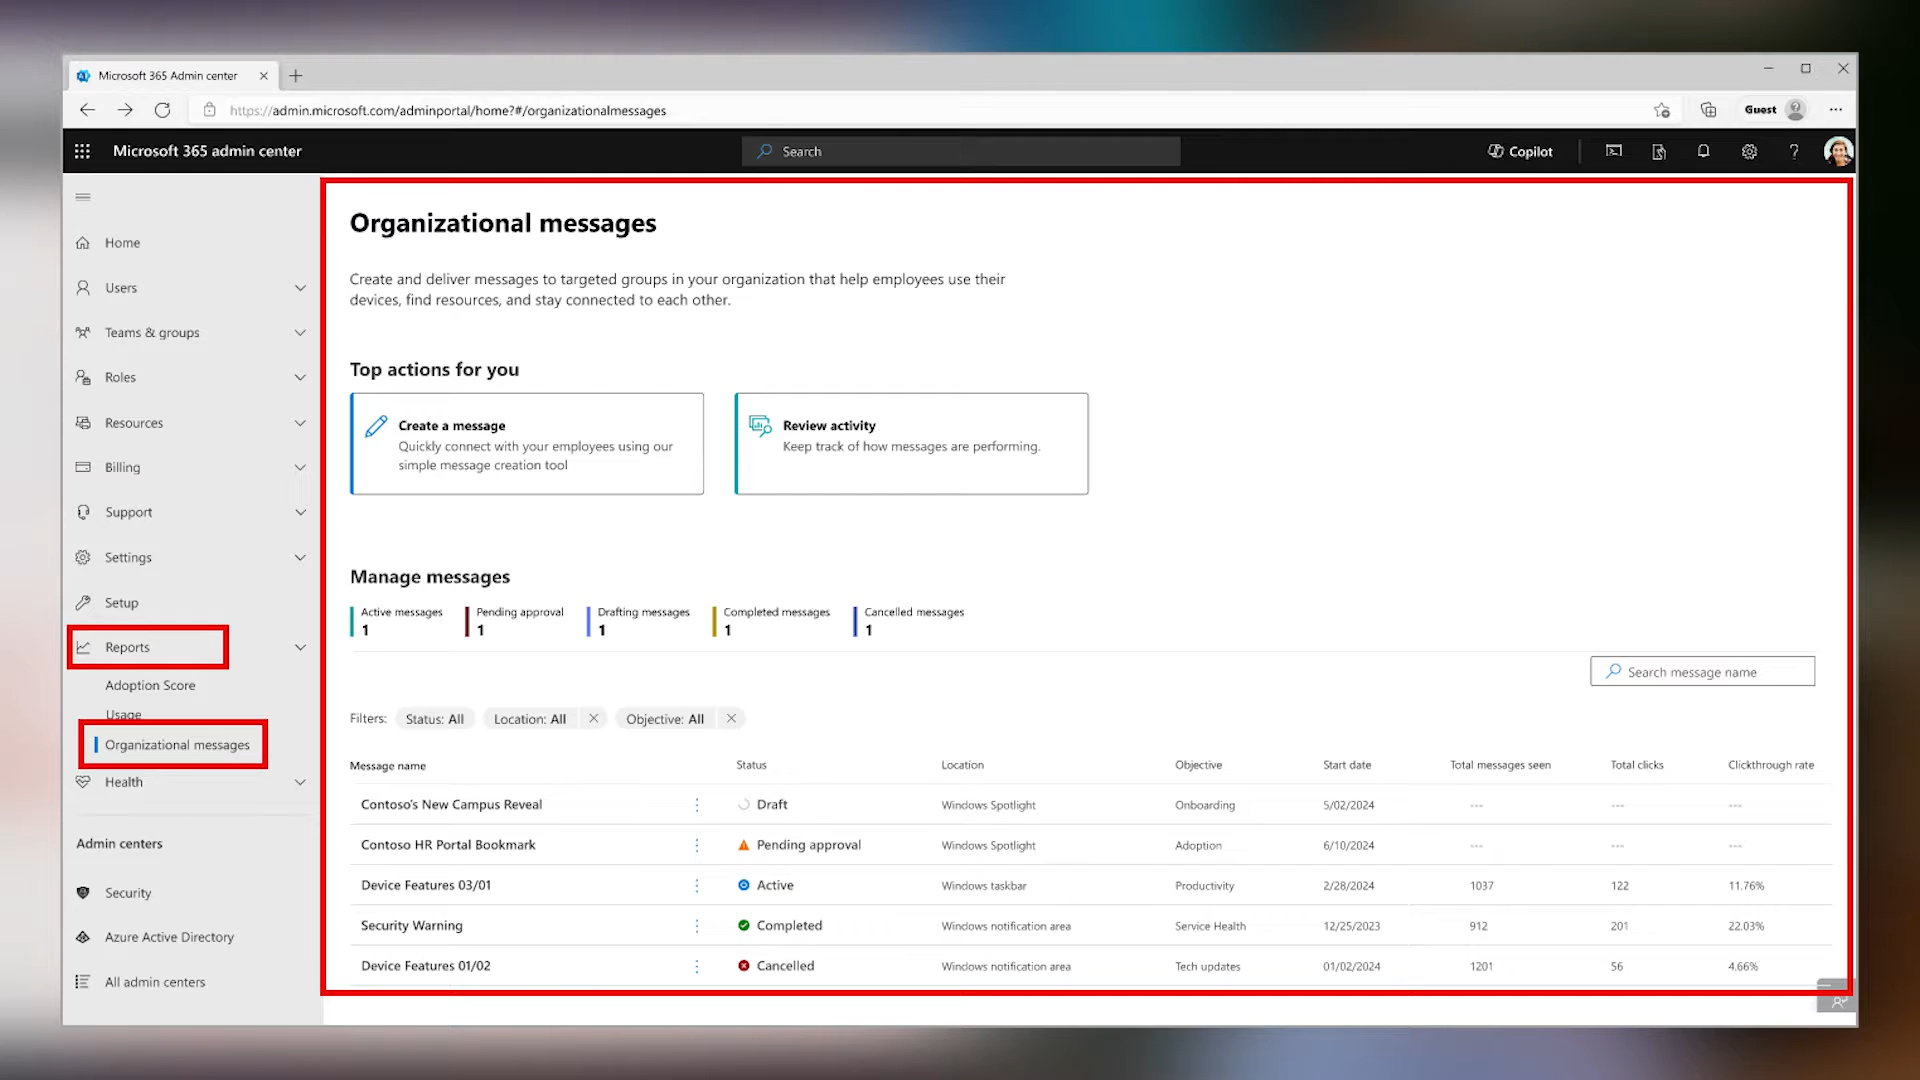 Microsoft 365 Admin center
https://admin.microsoft.com/adminportal/home?#/organizationalmessages
Guest
Microsoft 365 admin center
Search
Copilot
Home
Users
Teams & groups
Roles
Resources
Billing
Support
Settings
Setup
Reports
Adoption Score
Usage
Organizational messages
Health
Admin centers
Security
Azure Active Directory
All admin centers
Organizational messages
Create and deliver messages to targeted groups in your organization that help employees use their
devices, find resources, and stay connected to each other.
Top actions for you
Create a message
Quickly connect with your employees using our
simple message creation tool
Review activity
Keep track of how messages are performing.
Manage messages
Active messages
1
Pending approval
1
Drafting messages
1
Completed messages
1
Cancelled messages
1
Search message name
Filters: Status: All Location: All Objective: All
Message name Status Location Objective Start date Total messages seen Total clicks Clickthrough rate
Contoso's New Campus Reveal Draft Windows Spotlight Onboarding 5/02/2024 --- --- ---
Contoso HR Portal Bookmark Pending approval Windows Spotlight Adoption 6/10/2024 --- --- ---
Device Features 03/01 Active Windows taskbar Productivity 2/28/2024 1037 122 11.76%
Security Warning Completed Windows notification area Service Health 12/25/2023 912 201 22.03%
Device Features 01/02 Cancelled Windows notification area Tech updates 01/02/2024 1201 56 4.66%